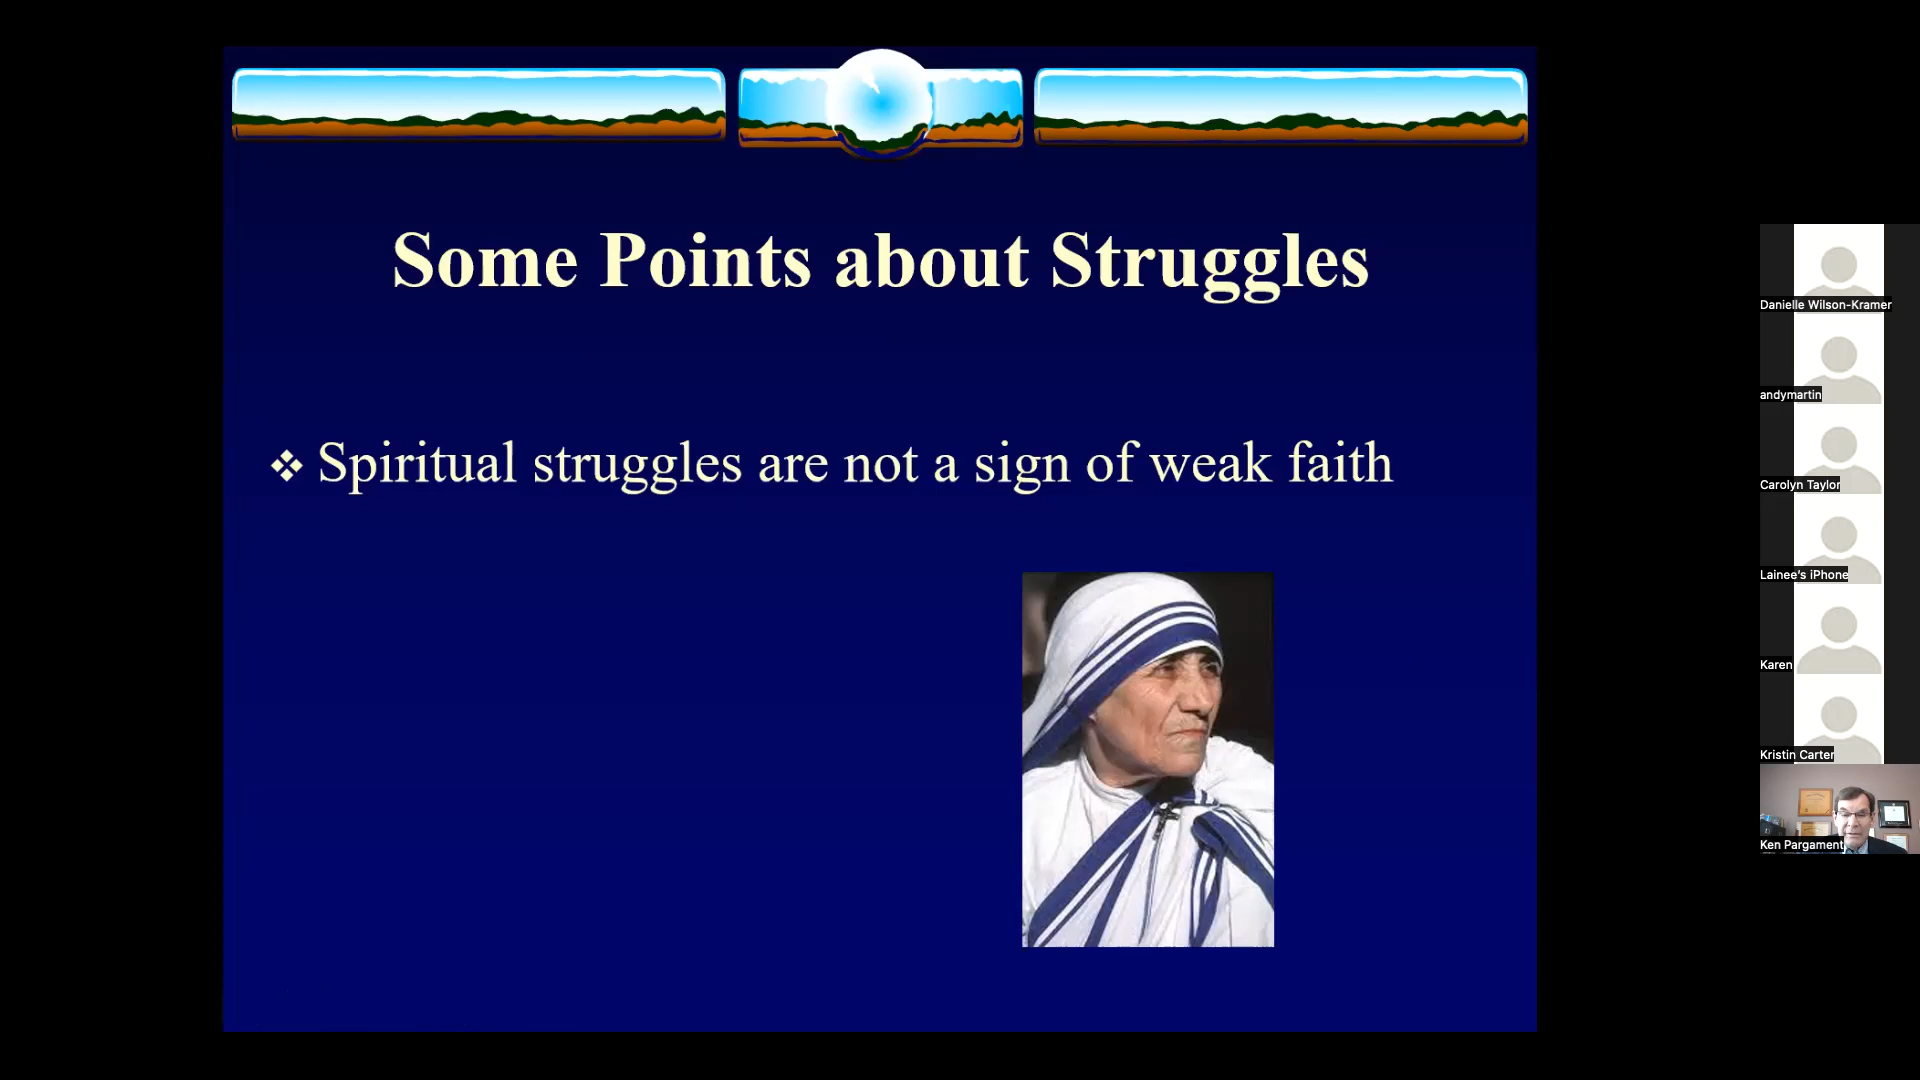 Some Points about Struggles
❖ Spiritual struggles are not a sign of weak faith
Danielle Wilson-Kramer
andymartin
Carolyn Taylor
Lainee's iPhone
Karen
Kristin Carter
Ken Pargament